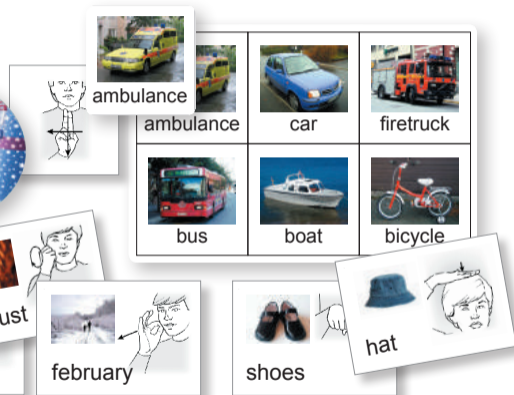 ambulance
ambulance
car
firetruck
bus
boat
bicycle
ust
february
shoes
hat